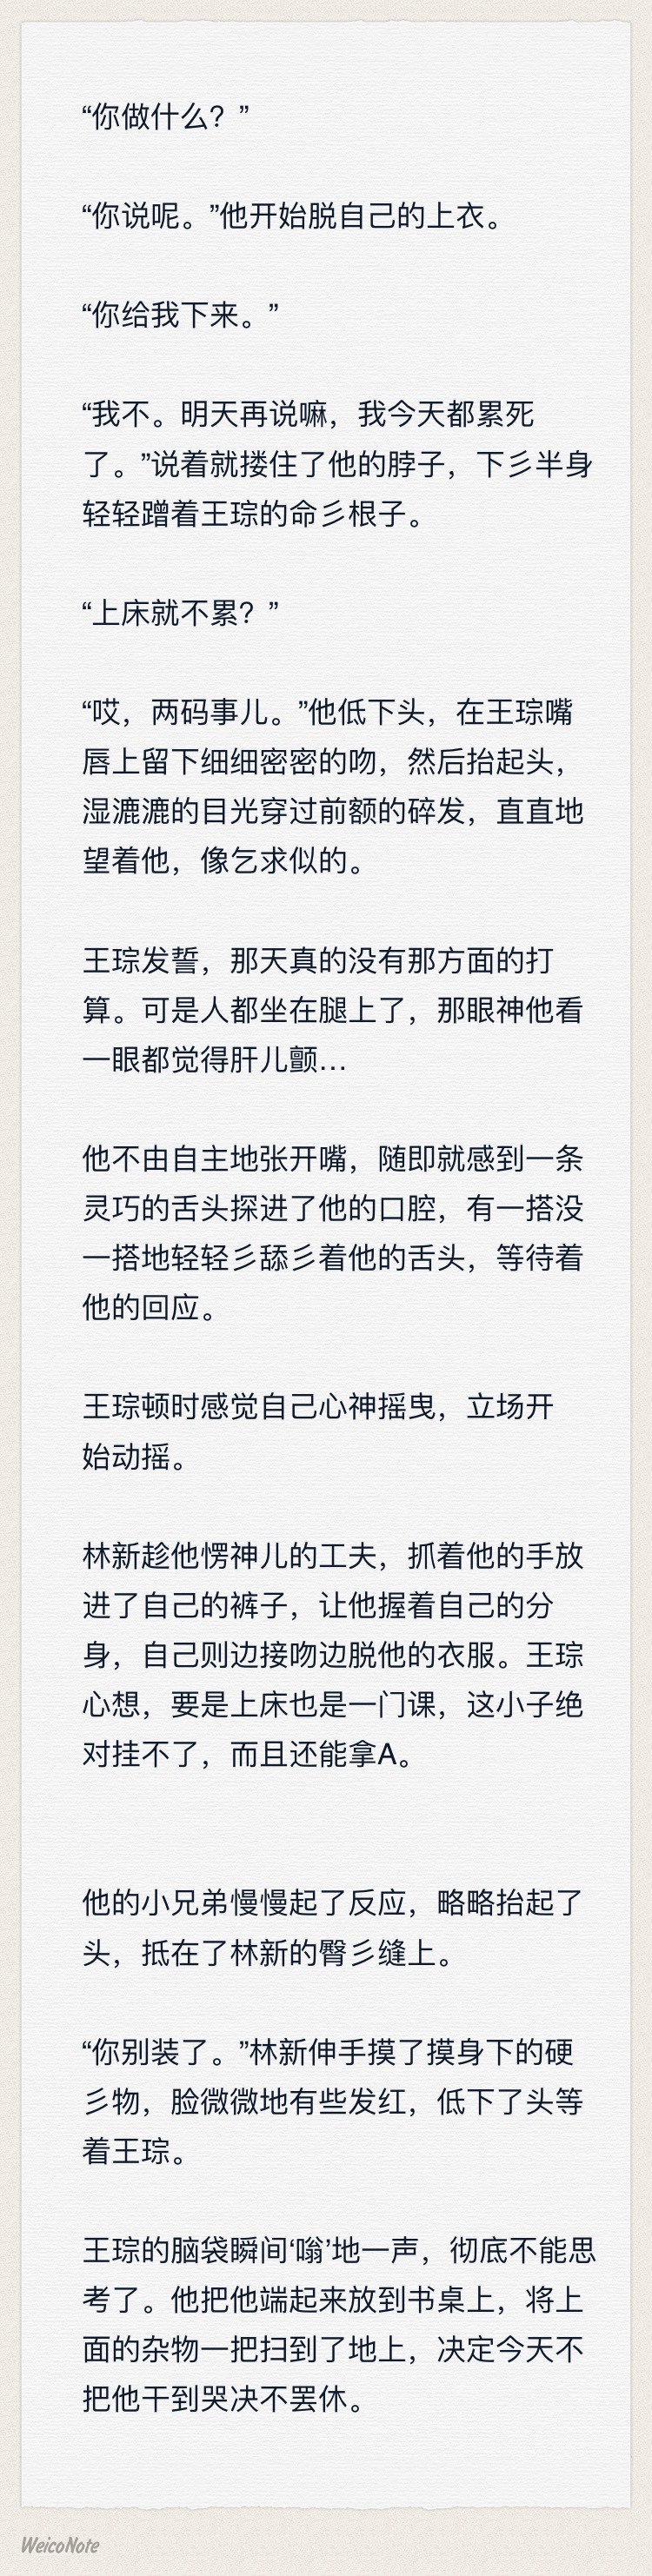 “你做什么？”
“你说呢。”他开始脱自己的上衣。
“你给我下来。”
“我不。明天再说嘛，我今天都累死
了。”说着就搂住了他的脖子，下彡半身
轻轻蹭着王琮的命彡根子。
“上床就不累？”
“哎，两码事儿。”他低下头，在王琮嘴
唇上留下细细密密的吻，然后抬起头，
湿漉漉的目光穿过前额的碎发，直直地
望着他，像乞求似的。
王琮发誓，那天真的没有那方面的打
算。可是人都坐在腿上了，那眼神他看
一眼都觉得肝儿颤…
他不由自主地张开嘴，随即就感到一条
灵巧的舌头探进了他的口腔，有一搭没
一搭地轻轻彡舔彡着他的舌头，等待着
他的回应。
王琮顿时感觉自己心神摇曳，立场开
始动摇。
林新趁他愣神儿的工夫，抓着他的手放
进了自己的裤子，让他握着自己的分
身，自己则边接吻边脱他的衣服。王琮
心想，要是上床也是一门课，这小子绝
对挂不了，而且还能拿A。
他的小兄弟慢慢起了反应，略略抬起了
头，抵在了林新的臀彡缝上。
“你别装了。”林新伸手摸了摸身下的硬
彡物，脸微微地有些发红，低下了头等
着王琮。
王琮的脑袋瞬间‘嗡’地一声，彻底不能思
考了。他把他端起来放到书桌上，将上
面的杂物一把扫到了地上，决定今天不
把他干到哭决不罢休。
WeicoNote